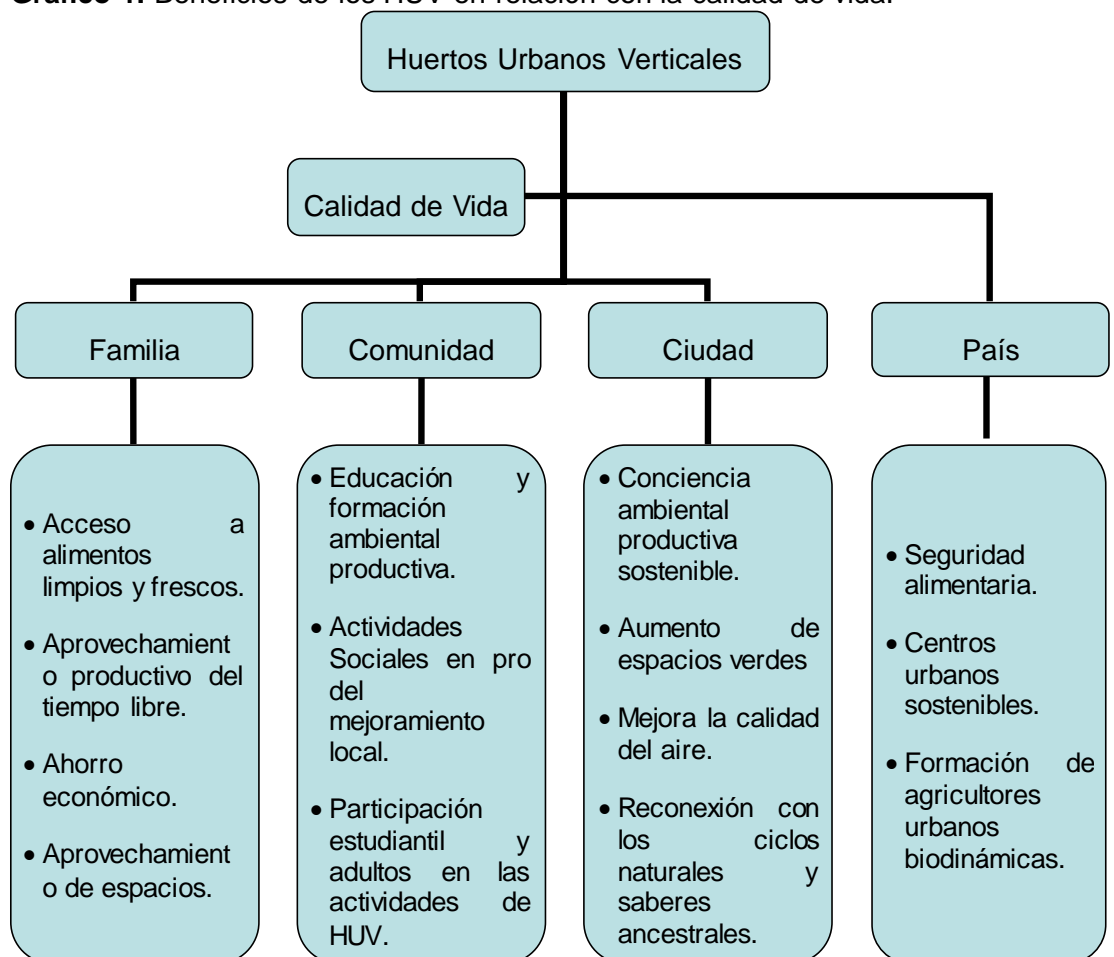 Gráfico 1. Beneficios de los HUV en relación con la calidad de vida.
Huertos Urbanos Verticales
Calidad de Vida
Familia
Comunidad
Ciudad
País
• Acceso a
alimentos
limpios y frescos.
• Aprovechamient
o productivo del
tiempo libre.
• Ahorro
económico.
• Aprovechamient
o de espacios.
• Educación y
formación
ambiental
productiva.
• Actividades
Sociales en pro
del
mejoramiento
local.
• Participación
estudiantil y
adultos en las
actividades de
HUV.
• Conciencia
ambiental
productiva
sostenible.
• Aumento de
espacios verdes
• Mejora la calidad
del aire.
• Reconexión con
los ciclos
naturales y
saberes
ancestrales.
• Seguridad
alimentaria.
• Centros
urbanos
sostenibles.
• Formación de
agricultores
urbanos
biodinámicas.